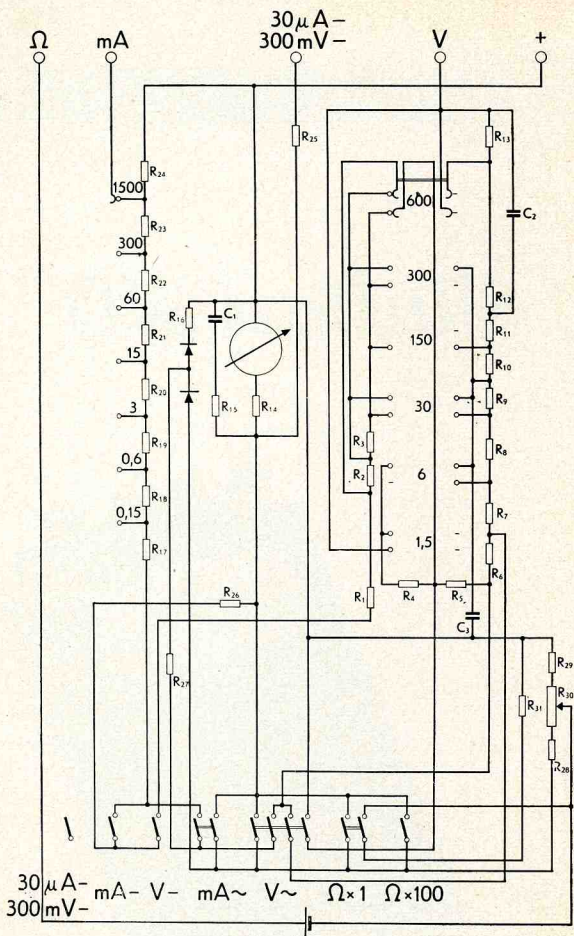 30 μA-
300 mV-
Ω mA V +
R25
R13
R24
1500
600
C2
R23
300
300
R22
R12
60
R16
C1
R11
R21
150
R10
15
R20
R15 R14
30
R9
3
R3
R19
R8
0,6
R2
6
R18
R7
0,15
1,5
R17
R6
R1 R4 R5
R26
C3
R29
R27
R31
R30
R28
30 μA-
300 mV-
mA- V- mA~ V~ Ω×1 Ω×100